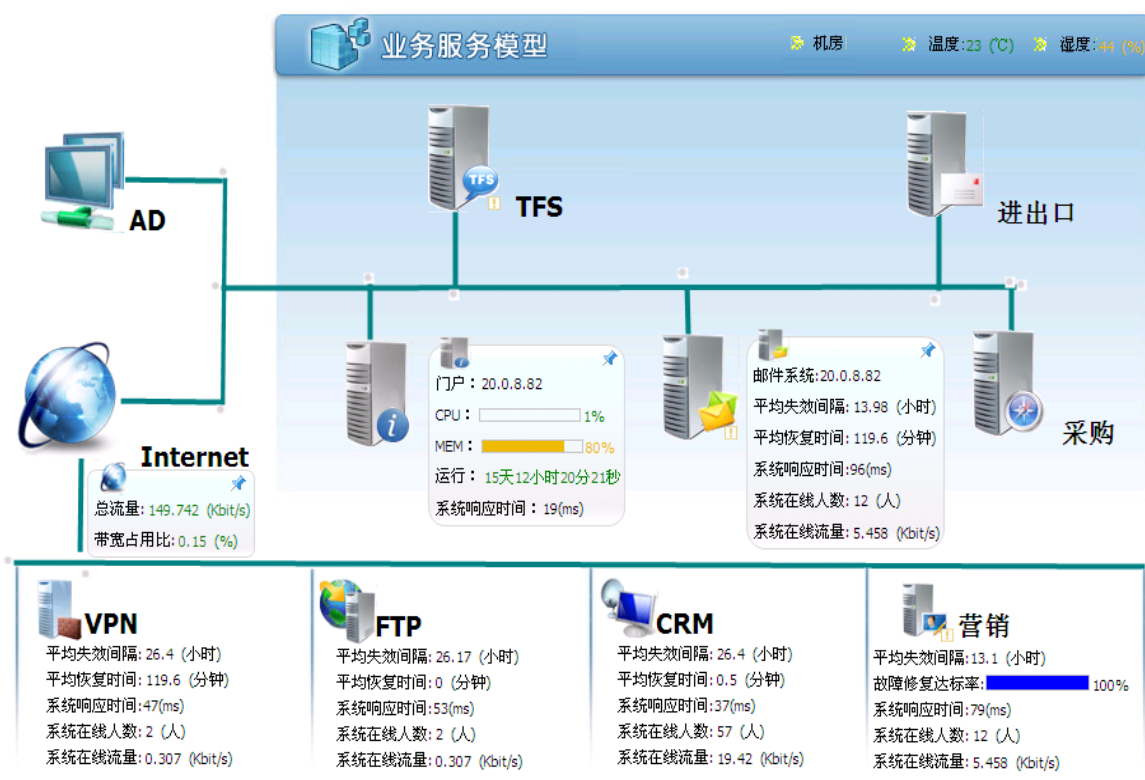 业务服务模型
机房
温度:23 (℃)
湿度:44 (%)
AD
TFS
TFS
进出口
Internet
总流量:149.742 (Kbit/s)
带宽占用比:0.15 (%)
门户：20.0.8.82
CPU： 1%
MEM： 80%
运行： 15天12小时20分21秒
系统响应时间：19(ms)
邮件系统:20.0.8.82
平均失效间隔: 13.98 (小时)
平均恢复时间: 119.6 (分钟)
系统响应时间:96(ms)
系统在线人数: 12 (人)
系统在线流量:5.458 (Kbit/s)
采购
VPN
平均失效间隔:26.4 (小时)
平均恢复时间: 119.6 (分钟)
系统响应时间:47(ms)
系统在线人数: 2 (人)
系统在线流量:0.307 (Kbit/s)
FTP
平均失效间隔:26.17 (小时)
平均恢复时间:0 (分钟)
系统响应时间:53(ms)
系统在线人数: 2 (人)
系统在线流量:0.307 (Kbit/s)
CRM
平均失效间隔: 26.4 (小时)
平均恢复时间: 0.5 (分钟)
系统响应时间:37(ms)
系统在线人数: 57 (人)
系统在线流量: 19.42 (Kbit/s)
营销
平均失效间隔:13.1 (小时)
故障修复达标率: 100%
系统响应时间:79(ms)
系统在线人数: 12 (人)
系统在线流量: 5.458 (Kbit/s)